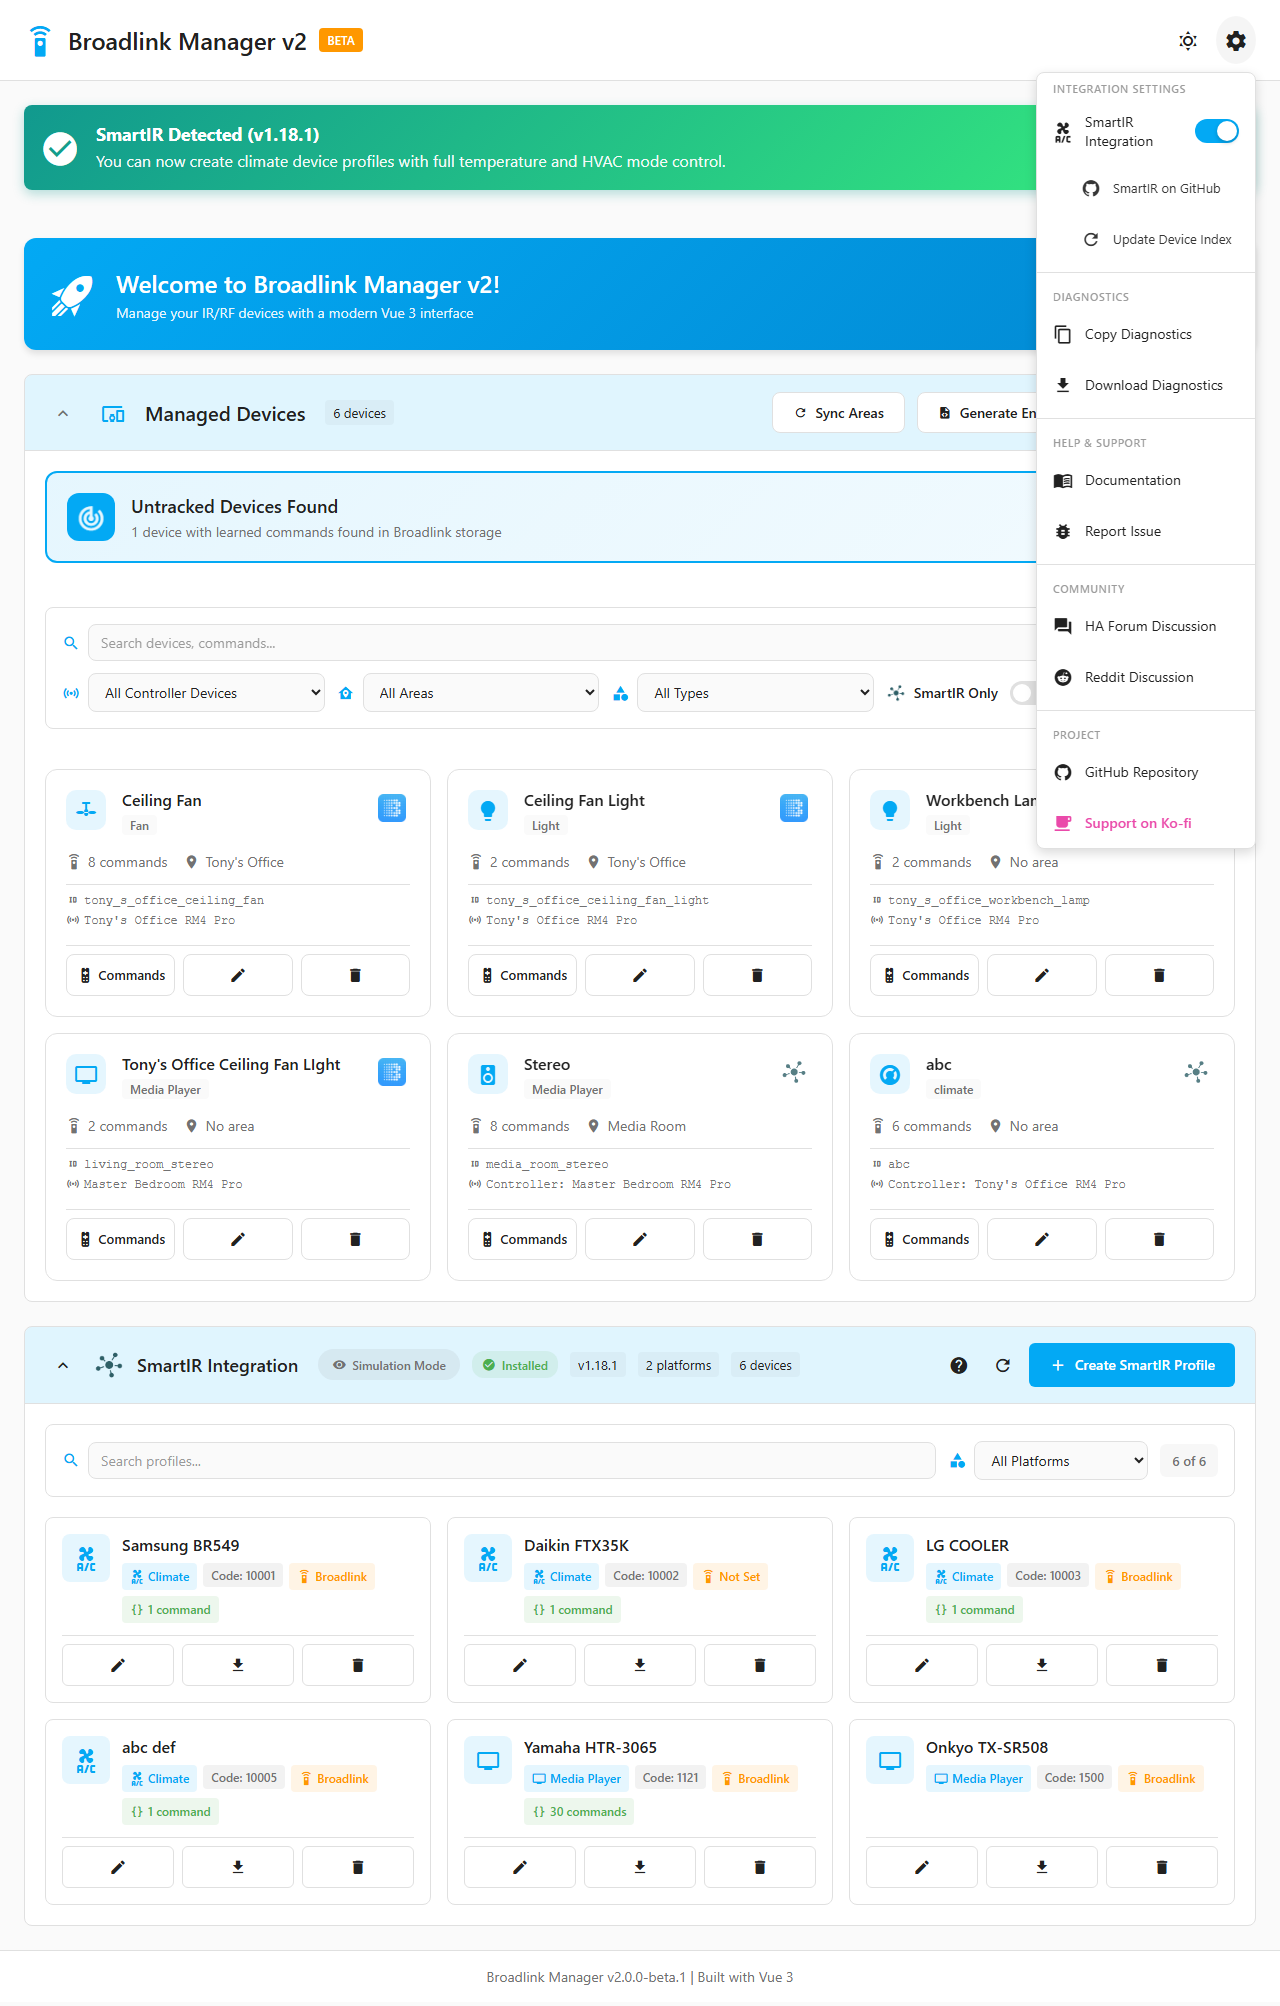 Broadlink Manager v2 BETA
INTEGRATION SETTINGS
SmartIR
Integration
SmartIR on GitHub
Update Device Index
DIAGNOSTICS
Copy Diagnostics
Download Diagnostics
HELP & SUPPORT
Documentation
Report Issue
COMMUNITY
HA Forum Discussion
Reddit Discussion
PROJECT
GitHub Repository
Support on Ko-fi
SmartIR Detected (v1.18.1)
You can now create climate device profiles with full temperature and HVAC mode control.
Welcome to Broadlink Manager v2!
Manage your IR/RF devices with a modern Vue 3 interface
Managed Devices 6 devices Sync Areas Generate En
Untracked Devices Found
1 device with learned commands found in Broadlink storage
Search devices, commands...
All Controller Devices All Areas All Types SmartIR Only
Ceiling Fan
Fan
8 commands Tony's Office
ID tony_s_office_ceiling_fan
Tony's Office RM4 Pro
Commands
Ceiling Fan Light
Light
2 commands Tony's Office
ID tony_s_office_ceiling_fan_light
Tony's Office RM4 Pro
Commands
Workbench Lam
Light
2 commands No area
ID tony_s_office_workbench_lamp
Tony's Office RM4 Pro
Commands
Tony's Office Ceiling Fan LIght
Media Player
2 commands No area
ID living_room_stereo
Master Bedroom RM4 Pro
Commands
Stereo
Media Player
8 commands Media Room
ID media_room_stereo
Controller: Master Bedroom RM4 Pro
Commands
abc
climate
6 commands No area
ID abc
Controller: Tony's Office RM4 Pro
Commands
SmartIR Integration Simulation Mode Installed v1.18.1 2 platforms 6 devices Create SmartIR Profile
Search profiles... All Platforms 6 of 6
Samsung BR549
A/C Climate Code: 10001 Broadlink
{} 1 command
Daikin FTX35K
A/C Climate Code: 10002 Not Set
{} 1 command
LG COOLER
A/C Climate Code: 10003 Broadlink
{} 1 command
abc def
A/C Climate Code: 10005 Broadlink
{} 1 command
Yamaha HTR-3065
Media Player Code: 1121 Broadlink
{} 30 commands
Onkyo TX-SR508
Media Player Code: 1500 Broadlink
Broadlink Manager v2.0.0-beta.1 | Built with Vue 3